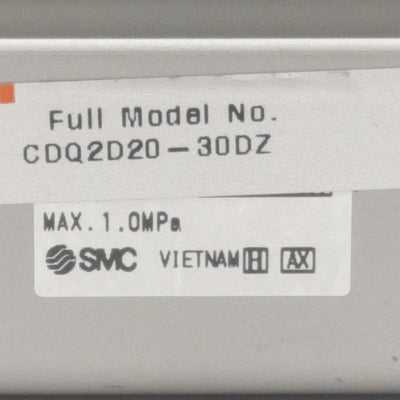 Full Model No.
CDQ2D20-30DZ
MAX. 1.0MPa
SMC VIETNAM H AX